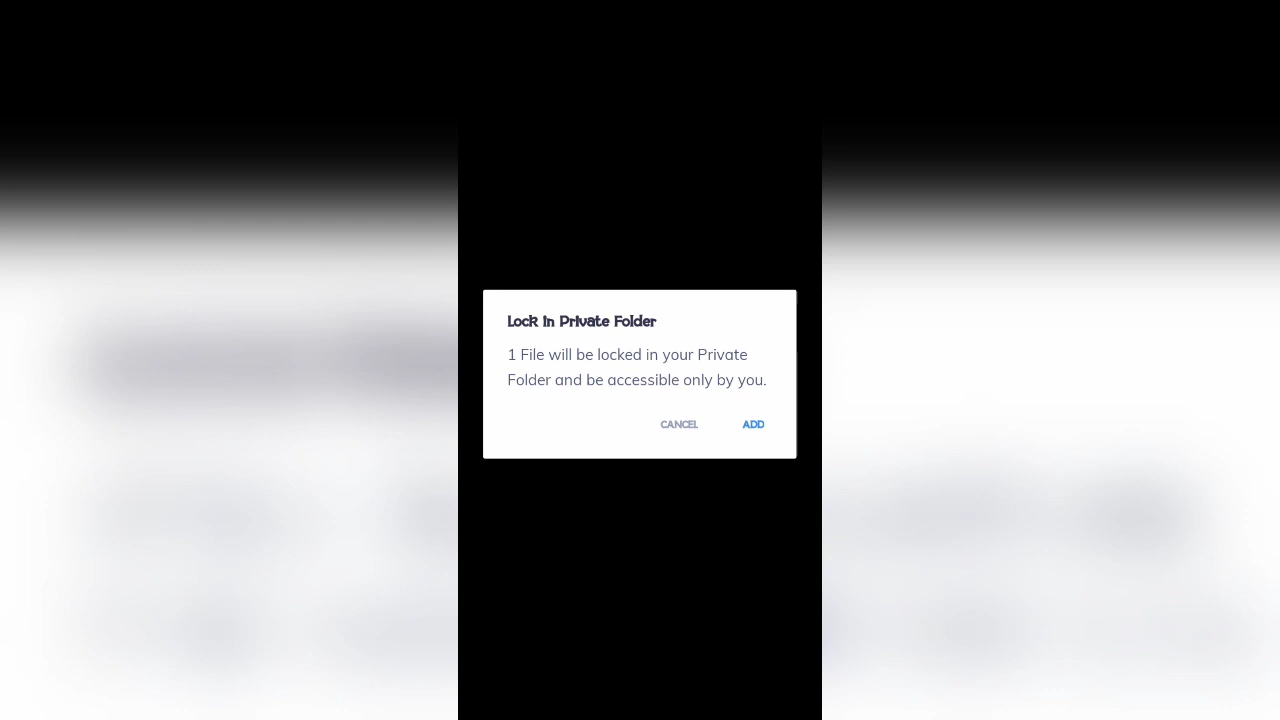 Lock in Private Folder
1 File will be locked in your Private
Folder and be accessible only by you.
CANCEL ADD